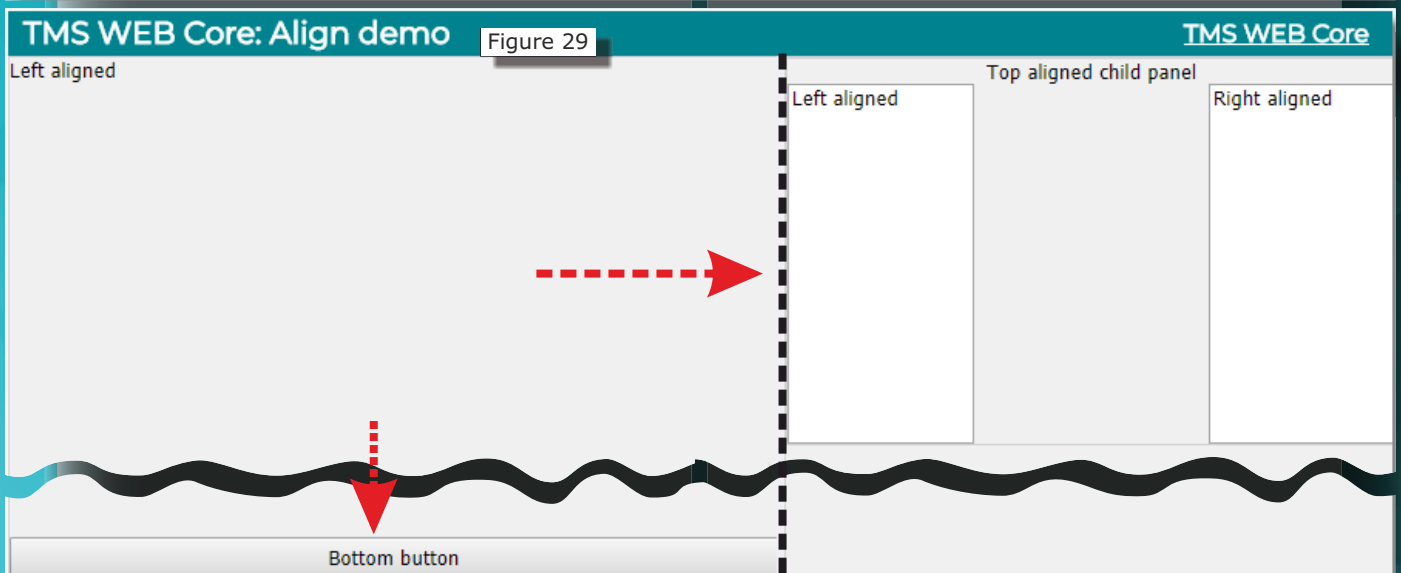 TMS WEB Core: Align demo
Figure 29
TMS WEB Core
Left aligned
Top aligned child panel
Left aligned
Right aligned
Bottom button